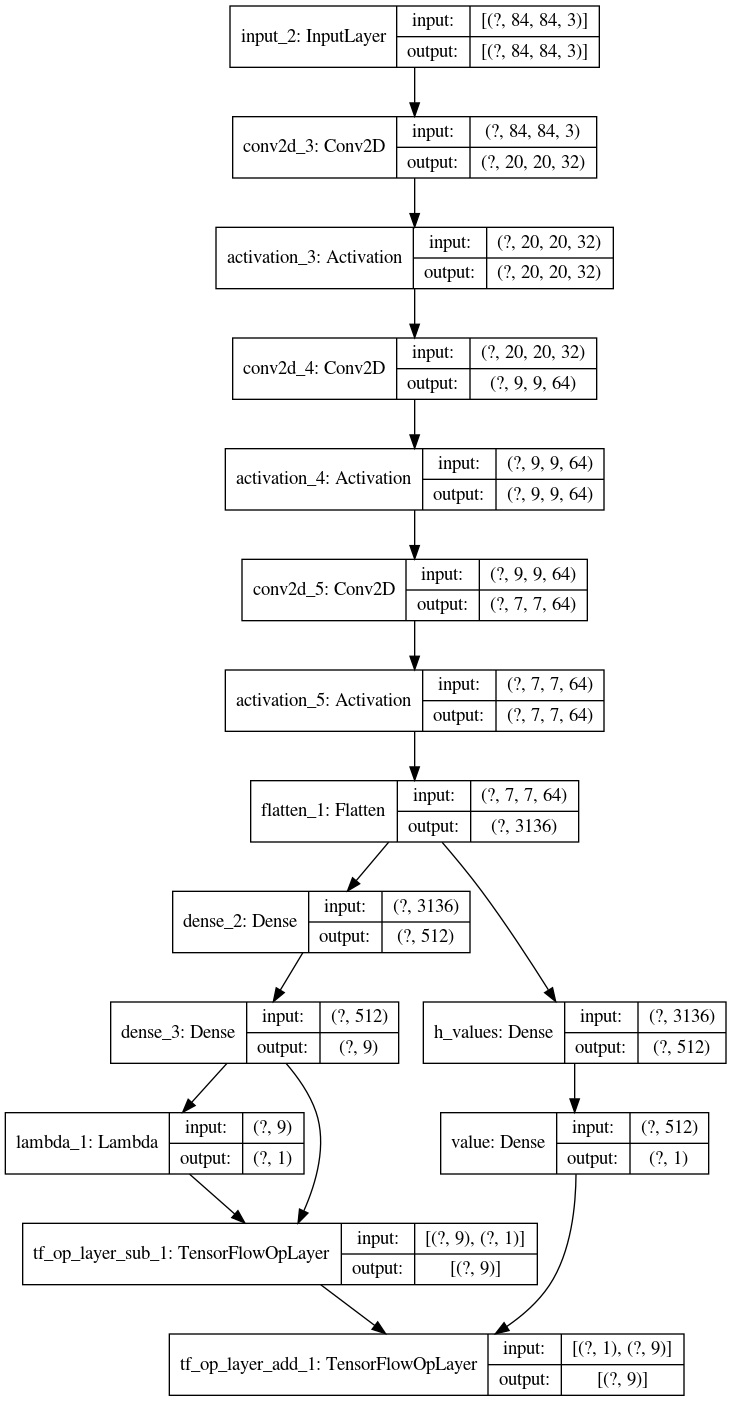 input_2: InputLayer
input: [(?, 84, 84, 3)]
output: [(?, 84, 84, 3)]
conv2d_3: Conv2D
input: (?, 84, 84, 3)
output: (?, 20, 20, 32)
activation_3: Activation
input: (?, 20, 20, 32)
output: (?, 20, 20, 32)
conv2d_4: Conv2D
input: (?, 20, 20, 32)
output: (?, 9, 9, 64)
activation_4: Activation
input: (?, 9, 9, 64)
output: (?, 9, 9, 64)
conv2d_5: Conv2D
input: (?, 9, 9, 64)
output: (?, 7, 7, 64)
activation_5: Activation
input: (?, 7, 7, 64)
output: (?, 7, 7, 64)
flatten_1: Flatten
input: (?, 7, 7, 64)
output: (?, 3136)
dense_2: Dense
input: (?, 3136)
output: (?, 512)
dense_3: Dense
input: (?, 512)
output: (?, 9)
h_values: Dense
input: (?, 3136)
output: (?, 512)
lambda_1: Lambda
input: (?, 9)
output: (?, 1)
value: Dense
input: (?, 512)
output: (?, 1)
tf_op_layer_sub_1: TensorFlowOpLayer
input: [(?, 9), (?, 1)]
output: [(?, 9)]
tf_op_layer_add_1: TensorFlowOpLayer
input: [(?, 1), (?, 9)]
output: [(?, 9)]